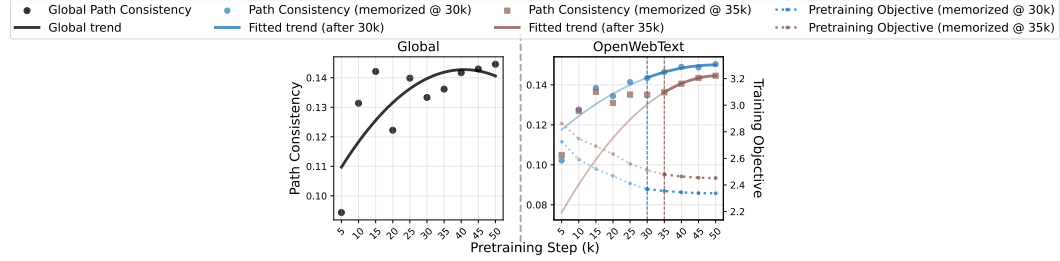 Global Path Consistency
Path Consistency (memorized @ 30k)
Path Consistency (memorized @ 35k)
Pretraining Objective (memorized @ 30k)
Global trend
Fitted trend (after 30k)
Fitted trend (after 35k)
Pretraining Objective (memorized @ 35k)
Global
OpenWebText
Path Consistency
0.14
0.13
0.12
0.11
0.10
5
10
15
20
25
30
35
40
45
50
0.14
0.12
0.10
0.08
5
10
15
20
25
30
35
40
45
50
3.2
3.0
2.8
2.6
2.4
2.2
Training Objective
Pretraining Step (k)